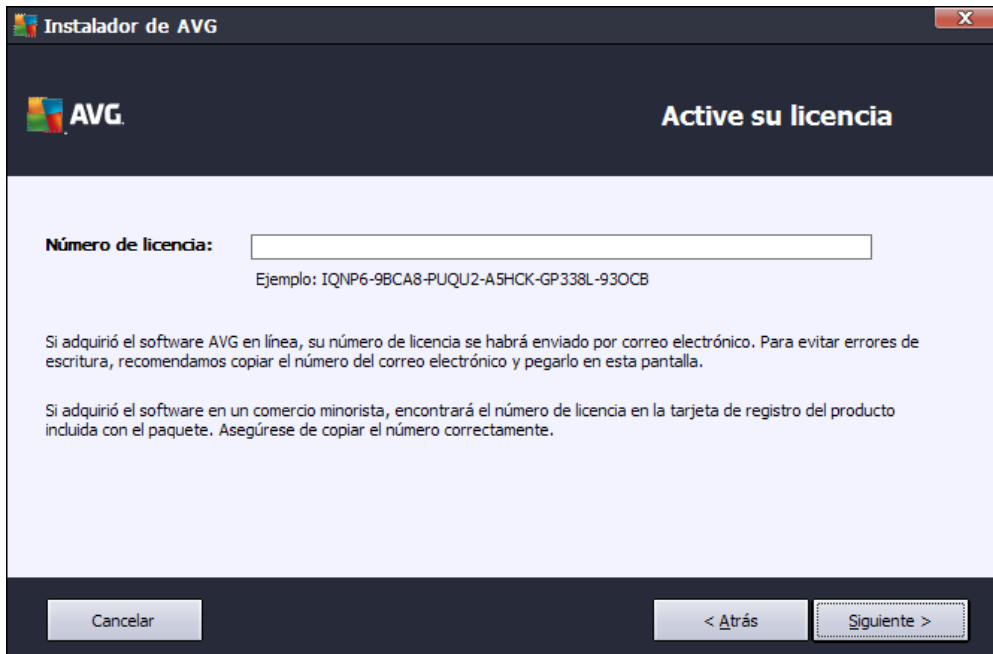 Instalador de AVG
AVG.
Active su licencia
Número de licencia:
Ejemplo: IQNP6-9BCA8-PUQU2-A5HCK-GP338L-93OCB
Si adquirió el software AVG en línea, su número de licencia se habrá enviado por correo electrónico. Para evitar errores de
escritura, recomendamos copiar el número del correo electrónico y pegarlo en esta pantalla.
Si adquirió el software en un comercio minorista, encontrará el número de licencia en la tarjeta de registro del producto
incluida con el paquete. Asegúrese de copiar el número correctamente.
Cancelar
< Atrás
Siguiente >